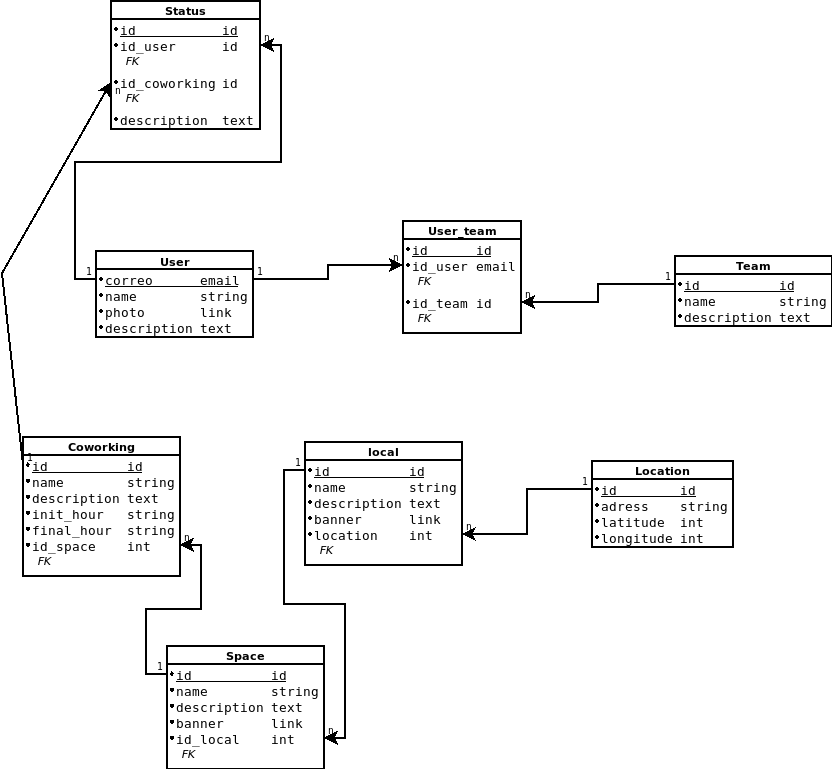 Status
id id
id_user id
FK
id_coworking id
FK
description text
n
n
User
correo email
name string
photo link
description text
1
1
User_team
id id
id_user email
FK
id_team id
FK
n
n
Team
id id
name string
description text
1
Coworking
1
id id
name string
description text
init_hour string
final_hour string
id_space int
FK
n
local
id id
name string
description text
banner link
location int
FK
1
n
Location
id id
adress string
latitude int
longitude int
1
Space
id id
name string
description text
banner link
id_local int
FK
1
n